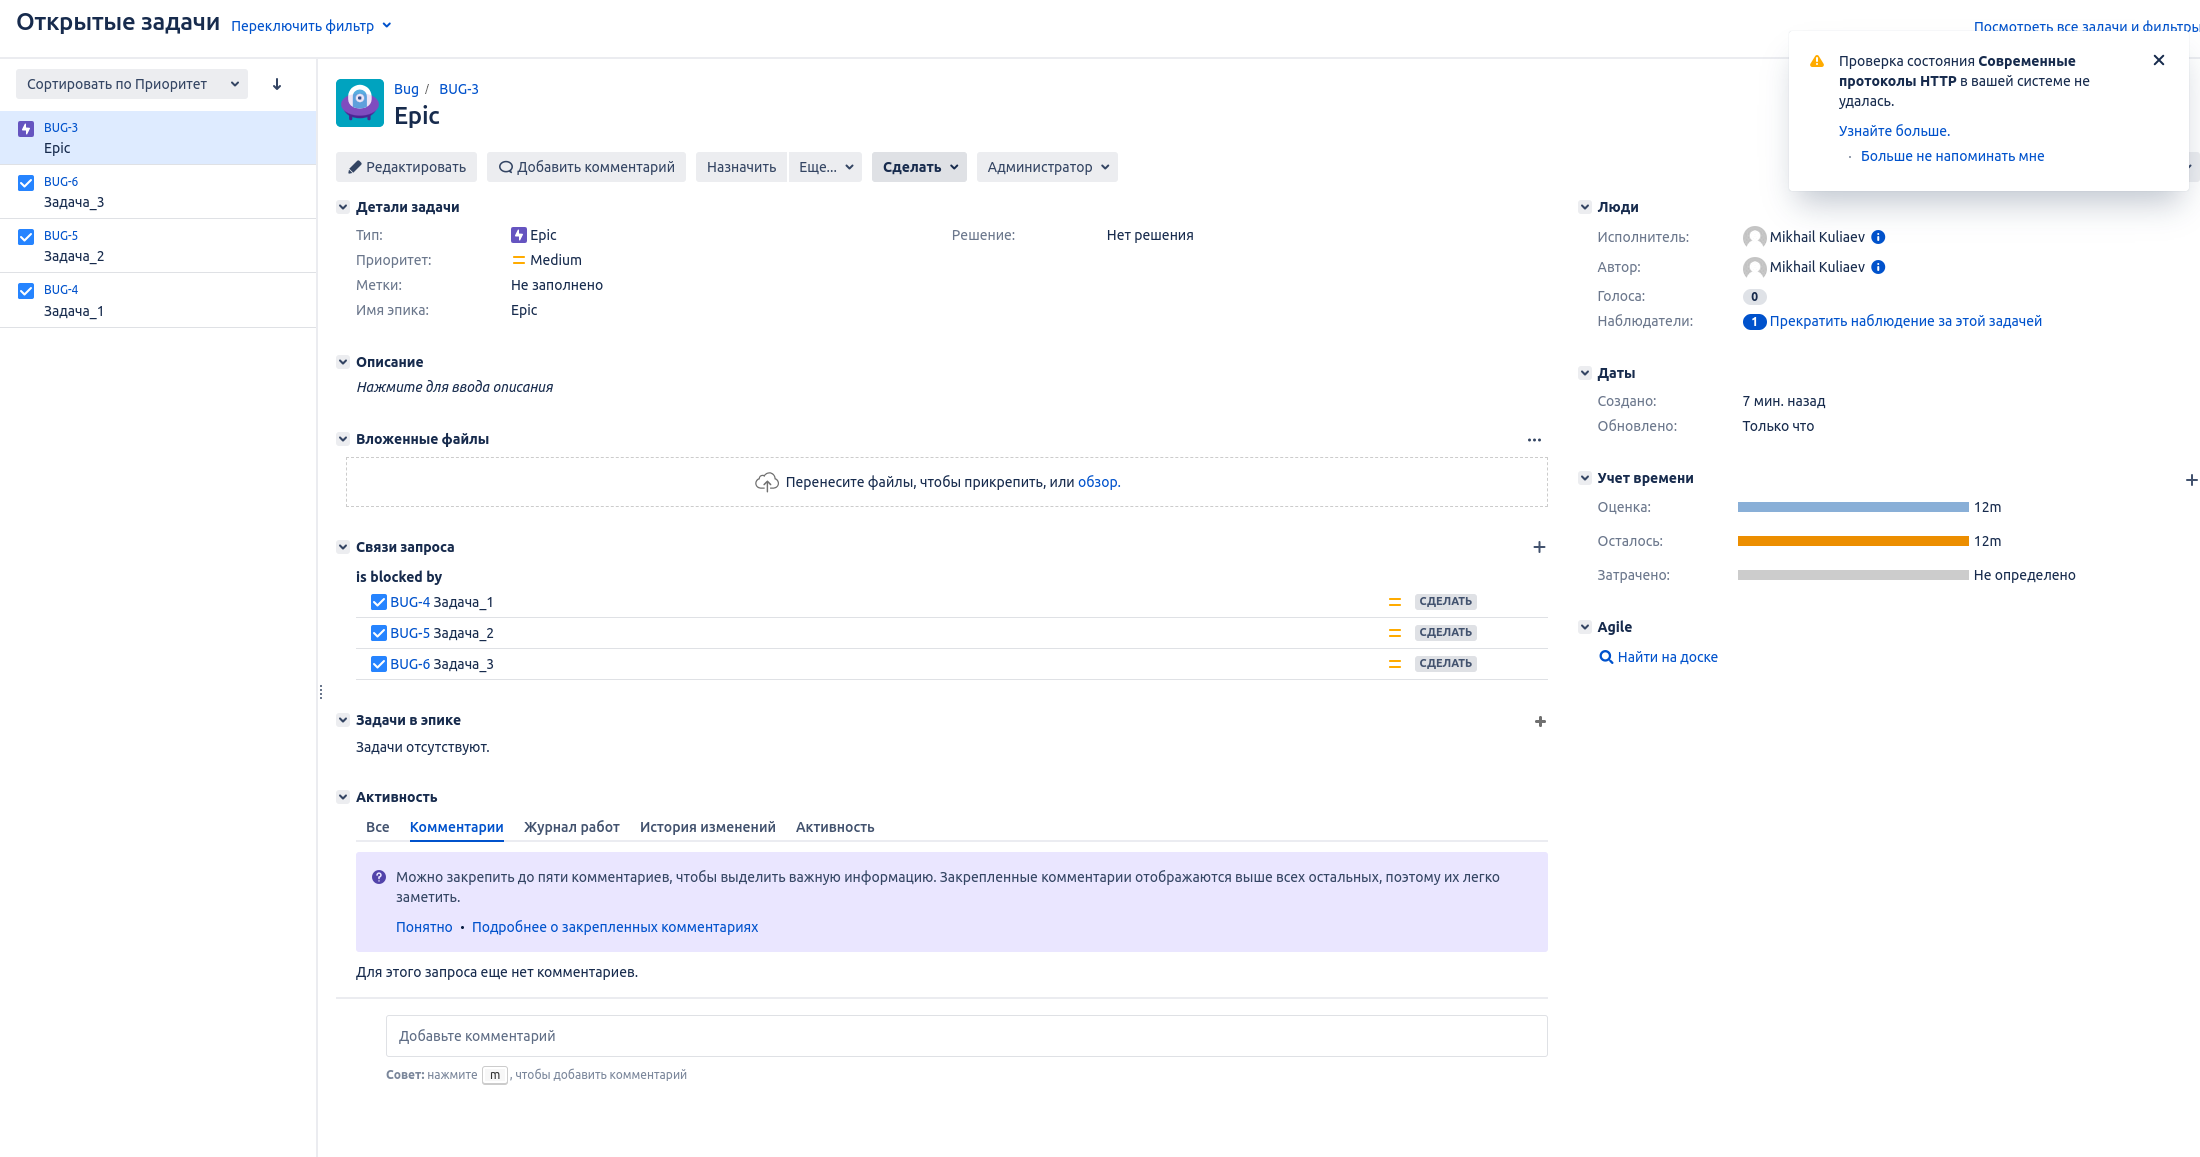 Открытые задачи
Переключить фильтр
Посмотреть все задачи и фильтры
Проверка состояния Современные
протоколы HTTP в вашей системе не
удалась.
Узнайте больше.
· Больше не напоминать мне
Сортировать по Приоритет
BUG-3
Epic
BUG-6
Задача_3
BUG-5
Задача_2
BUG-4
Задача_1
Bug / BUG-3
Epic
Редактировать
Добавить комментарий
Назначить
Еще...
Сделать
Администратор
Детали задачи
Тип: Epic
Решение: Нет решения
Приоритет: Medium
Метки: Не заполнено
Имя эпика: Epic
Описание
Нажмите для ввода описания
Вложенные файлы
Перенесите файлы, чтобы прикрепить, или обзор.
Связи запроса
is blocked by
BUG-4 Задача_1 СДЕЛАТЬ
BUG-5 Задача_2 СДЕЛАТЬ
BUG-6 Задача_3 СДЕЛАТЬ
Задачи в эпике
Задачи отсутствуют.
Активность
Все Комментарии Журнал работ История изменений Активность
Можно закрепить до пяти комментариев, чтобы выделить важную информацию. Закрепленные комментарии отображаются выше всех остальных, поэтому их легко
заметить.
Понятно • Подробнее о закрепленных комментариях
Для этого запроса еще нет комментариев.
Добавьте комментарий
Совет: нажмите m , чтобы добавить комментарий
Люди
Исполнитель: Mikhail Kuliaev
Автор: Mikhail Kuliaev
Голоса: 0
Наблюдатели: 1 Прекратить наблюдение за этой задачей
Даты
Создано: 7 мин. назад
Обновлено: Только что
Учет времени
Оценка: 12m
Осталось: 12m
Затрачено: Не определено
Agile
Найти на доске